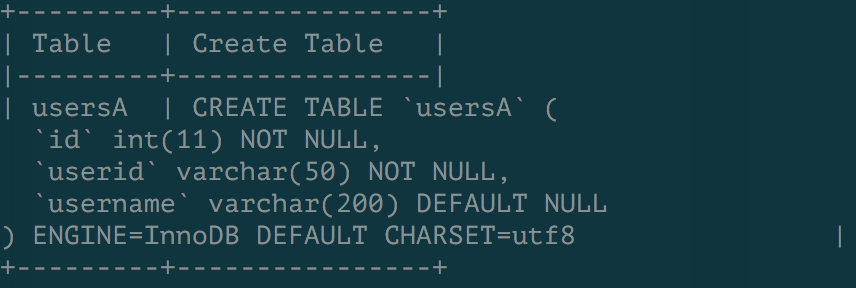 +---------+----------------+
| Table   | Create Table   |
|---------+----------------|
| usersA  | CREATE TABLE `usersA` (
  `id` int(11) NOT NULL,
  `userid` varchar(50) NOT NULL,
  `username` varchar(200) DEFAULT NULL
) ENGINE=InnoDB DEFAULT CHARSET=utf8                |
+---------+----------------+